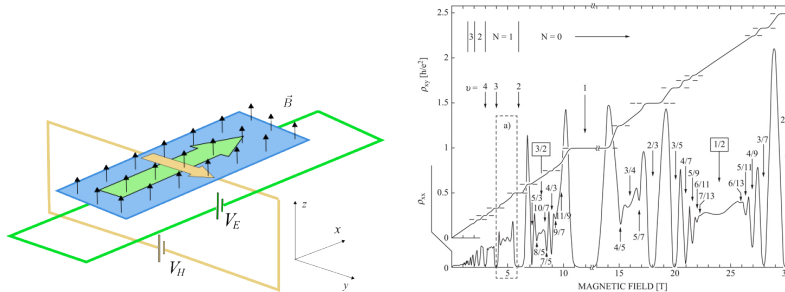 B
V_E
V_H
z
x
y
2.5
2
1.5
1
0.5
0
ρxy [h/e²]
ρxx
3 2
N = 1
N = 0
υ = 4 3 2
1
a)
3/2
5/3
4/3
10/7
11/9
8/5
9/7
7/5
3/4
2/3
4/5
5/7
3/5
4/7
5/9
6/11
7/13
1/2
3/7
4/9
5/11
6/13
2
0
5 10 15 20 25 30
MAGNETIC FIELD [T]